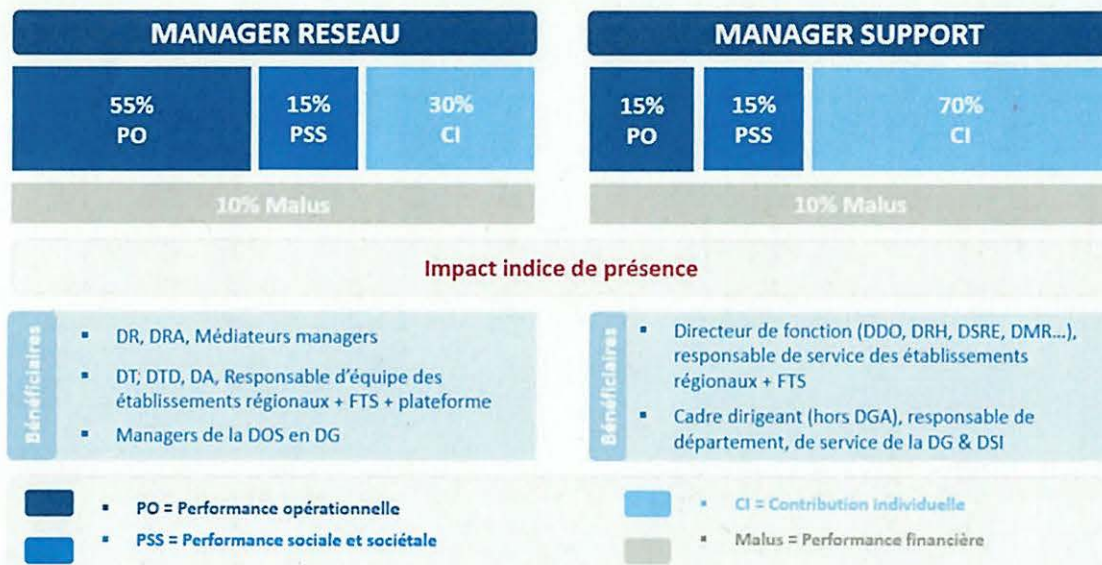 MANAGER RESEAU
55%
PO
15%
PSS
30%
CI
10% Malus
MANAGER SUPPORT
15%
PO
15%
PSS
70%
CI
10% Malus
Impact indice de présence
Bénéficiaires
▪ DR, DRA, Médiateurs managers
▪ DT; DTD, DA, Responsable d'équipe des
établissements régionaux + FTS + plateforme
▪ Managers de la DOS en DG
Bénéficiaires
▪ Directeur de fonction (DDO, DRH, DSRE, DMR...),
responsable de service des établissements
régionaux + FTS
▪ Cadre dirigeant (hors DGA), responsable de
département, de service de la DG & DSI
▪ PO = Performance opérationnelle
▪ PSS = Performance sociale et sociétale
▪ CI = Contribution individuelle
▪ Malus = Performance financière